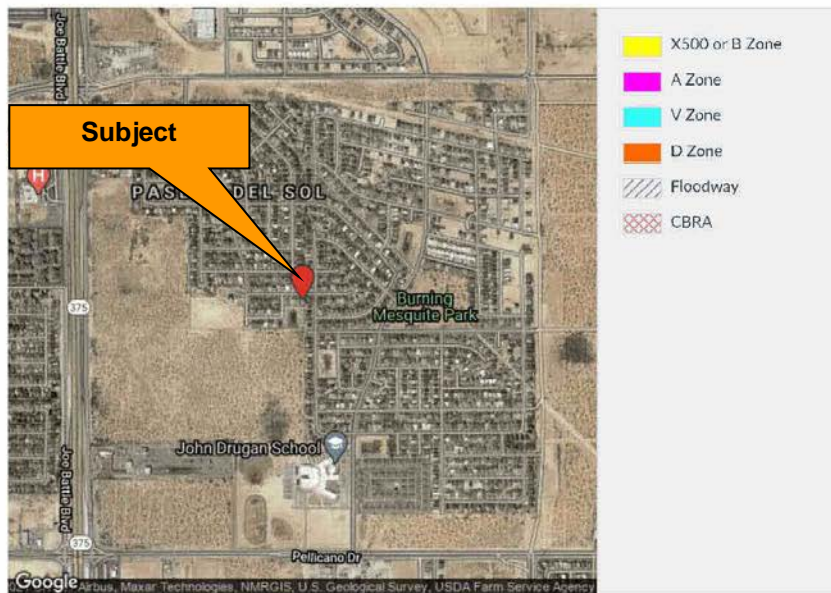 Joe Battle Blvd
Subject
H
PASEO DEL SOL
375
Burning
Mesquite Park
John Drugan School
Joe Battle Blvd
375
Pellicano Dr
Google
Airbus, Maxar Technologies, NMRGIS, U.S. Geological Survey, USDA Farm Service Agency
X500 or B Zone
A Zone
V Zone
D Zone
Floodway
CBRA